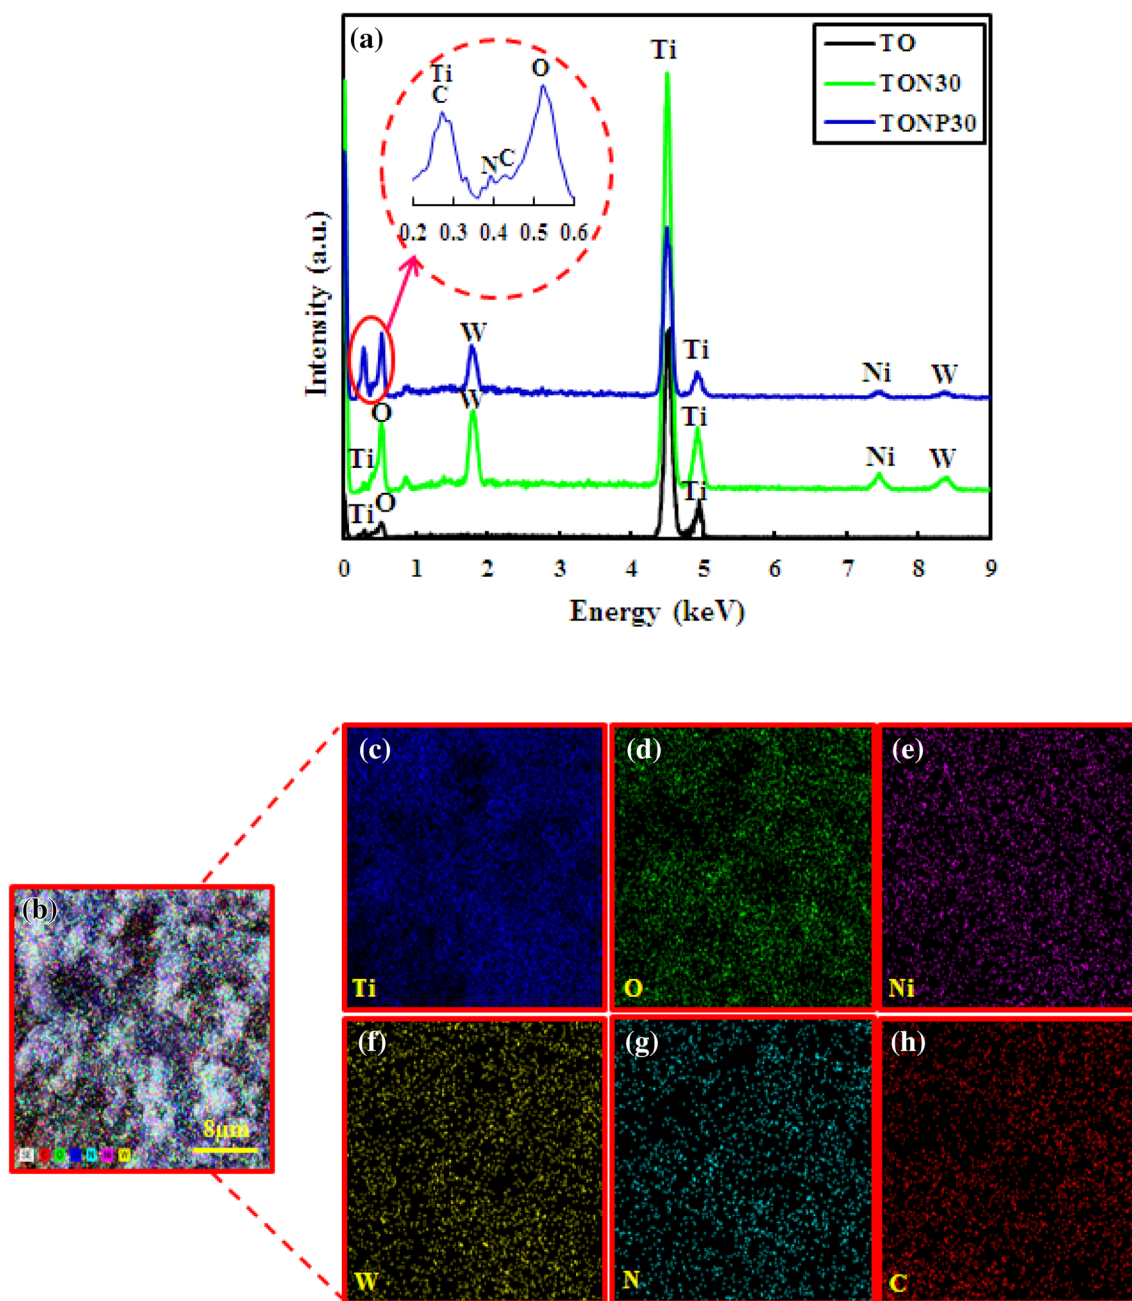 (a)
Ti
TO
TON30
TONP30
Ti
C
O
N
C
0.2 0.3 0.4 0.5 0.6
W
Ti
Ni
W
W
O
Ti
Ti
Ni
W
Ti
O
Ti
Intensity (a.u.)
0 1 2 3 4 5 6 7 8 9
Energy (keV)
(b)
8μm
(c)
Ti
(d)
O
(e)
Ni
(f)
W
(g)
N
(h)
C